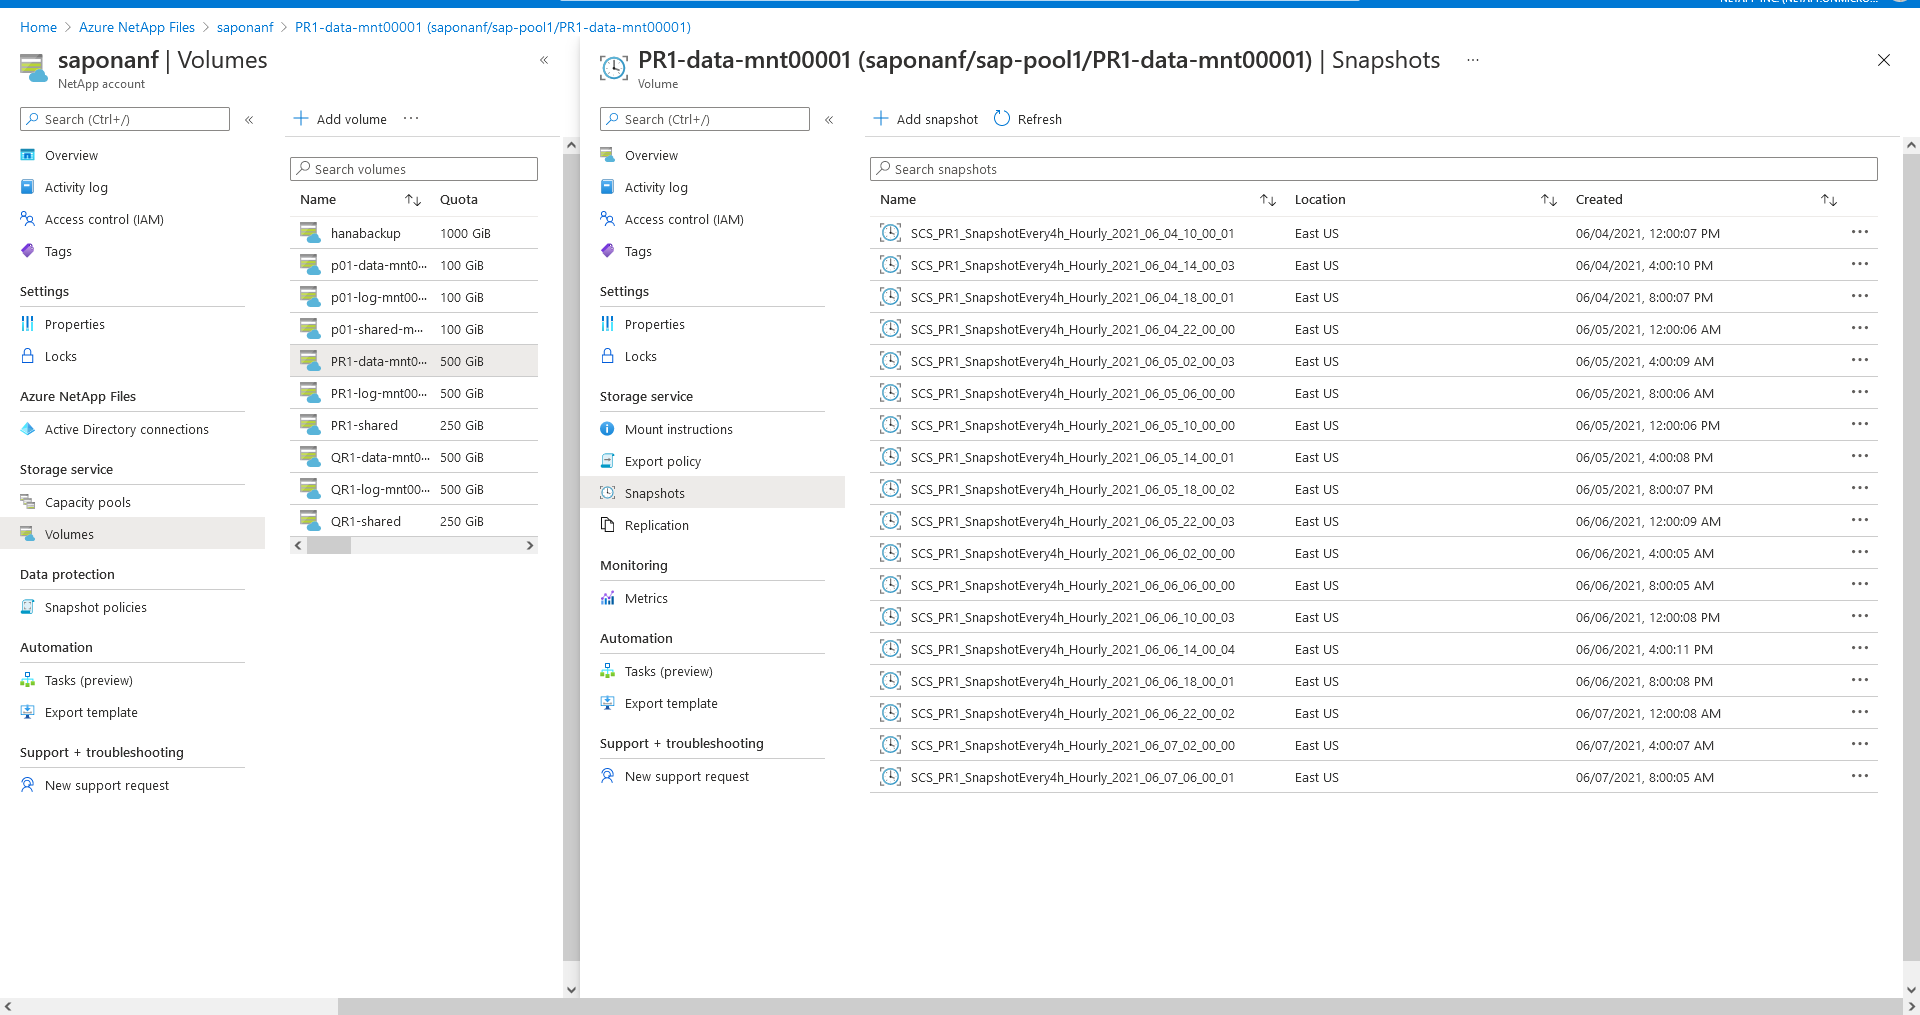 Home > Azure NetApp Files > saponanf > PR1-data-mnt00001 (saponanf/sap-pool1/PR1-data-mnt00001)
saponanf | Volumes
NetApp account
Search (Ctrl+/)
Overview
Activity log
Access control (IAM)
Tags
Settings
Properties
Locks
Azure NetApp Files
Active Directory connections
Storage service
Capacity pools
Volumes
Data protection
Snapshot policies
Automation
Tasks (preview)
Export template
Support + troubleshooting
New support request
Add volume
Search volumes
Name Quota
hanabackup 1000 GiB
p01-data-mnt0··· 100 GiB
p01-log-mnt00··· 100 GiB
p01-shared-m··· 100 GiB
PR1-data-mnt0··· 500 GiB
PR1-log-mnt00··· 500 GiB
PR1-shared 250 GiB
QR1-data-mnt0··· 500 GiB
QR1-log-mnt00··· 500 GiB
QR1-shared 250 GiB
PR1-data-mnt00001 (saponanf/sap-pool1/PR1-data-mnt00001) | Snapshots
Volume
Search (Ctrl+/)
Overview
Activity log
Access control (IAM)
Tags
Settings
Properties
Locks
Storage service
Mount instructions
Export policy
Snapshots
Replication
Monitoring
Metrics
Automation
Tasks (preview)
Export template
Support + troubleshooting
New support request
Add snapshot Refresh
Search snapshots
Name Location Created
SCS_PR1_SnapshotEvery4h_Hourly_2021_06_04_10_00_01 East US 06/04/2021, 12:00:07 PM
SCS_PR1_SnapshotEvery4h_Hourly_2021_06_04_14_00_03 East US 06/04/2021, 4:00:10 PM
SCS_PR1_SnapshotEvery4h_Hourly_2021_06_04_18_00_01 East US 06/04/2021, 8:00:07 PM
SCS_PR1_SnapshotEvery4h_Hourly_2021_06_04_22_00_00 East US 06/05/2021, 12:00:06 AM
SCS_PR1_SnapshotEvery4h_Hourly_2021_06_05_02_00_03 East US 06/05/2021, 4:00:09 AM
SCS_PR1_SnapshotEvery4h_Hourly_2021_06_05_06_00_00 East US 06/05/2021, 8:00:06 AM
SCS_PR1_SnapshotEvery4h_Hourly_2021_06_05_10_00_00 East US 06/05/2021, 12:00:06 PM
SCS_PR1_SnapshotEvery4h_Hourly_2021_06_05_14_00_01 East US 06/05/2021, 4:00:08 PM
SCS_PR1_SnapshotEvery4h_Hourly_2021_06_05_18_00_02 East US 06/05/2021, 8:00:07 PM
SCS_PR1_SnapshotEvery4h_Hourly_2021_06_05_22_00_03 East US 06/06/2021, 12:00:09 AM
SCS_PR1_SnapshotEvery4h_Hourly_2021_06_06_02_00_00 East US 06/06/2021, 4:00:05 AM
SCS_PR1_SnapshotEvery4h_Hourly_2021_06_06_06_00_00 East US 06/06/2021, 8:00:05 AM
SCS_PR1_SnapshotEvery4h_Hourly_2021_06_06_10_00_03 East US 06/06/2021, 12:00:08 PM
SCS_PR1_SnapshotEvery4h_Hourly_2021_06_06_14_00_04 East US 06/06/2021, 4:00:11 PM
SCS_PR1_SnapshotEvery4h_Hourly_2021_06_06_18_00_01 East US 06/06/2021, 8:00:08 PM
SCS_PR1_SnapshotEvery4h_Hourly_2021_06_06_22_00_02 East US 06/07/2021, 12:00:08 AM
SCS_PR1_SnapshotEvery4h_Hourly_2021_06_07_02_00_00 East US 06/07/2021, 4:00:07 AM
SCS_PR1_SnapshotEvery4h_Hourly_2021_06_07_06_00_01 East US 06/07/2021, 8:00:05 AM